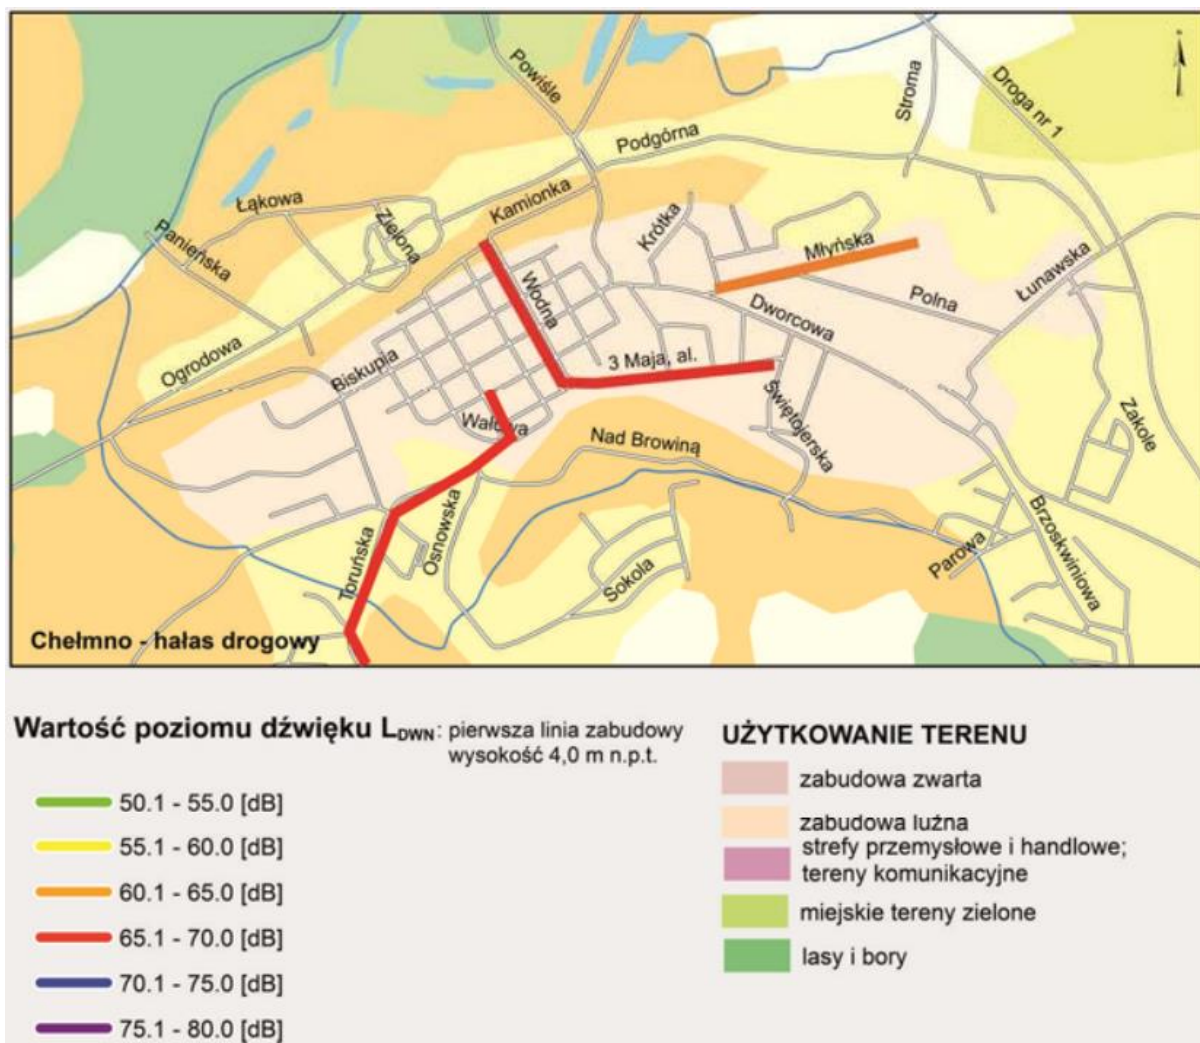 Powiśle
Stroma
Droga nr 1
Podgórna
Łąkowa
Kamionka
Zielona
Krótka
Panieńska
Młyńska
Łunawska
Wodna
Polna
Dworcowa
Ogrodowa
Biskupia
3 Maja, al.
Świętojerska
Wałowa
Nad Browiną
Zakole
Osnowska
Toruńska
Sokola
Parowa
Brzoskwiniowa
Chełmno - hałas drogowy
Wartość poziomu dźwięku LDWN: pierwsza linia zabudowy
wysokość 4,0 m n.p.t.
50.1 - 55.0 [dB]
55.1 - 60.0 [dB]
60.1 - 65.0 [dB]
65.1 - 70.0 [dB]
70.1 - 75.0 [dB]
75.1 - 80.0 [dB]
UŻYTKOWANIE TERENU
zabudowa zwarta
zabudowa luźna
strefy przemysłowe i handlowe;
tereny komunikacyjne
miejskie tereny zielone
lasy i bory